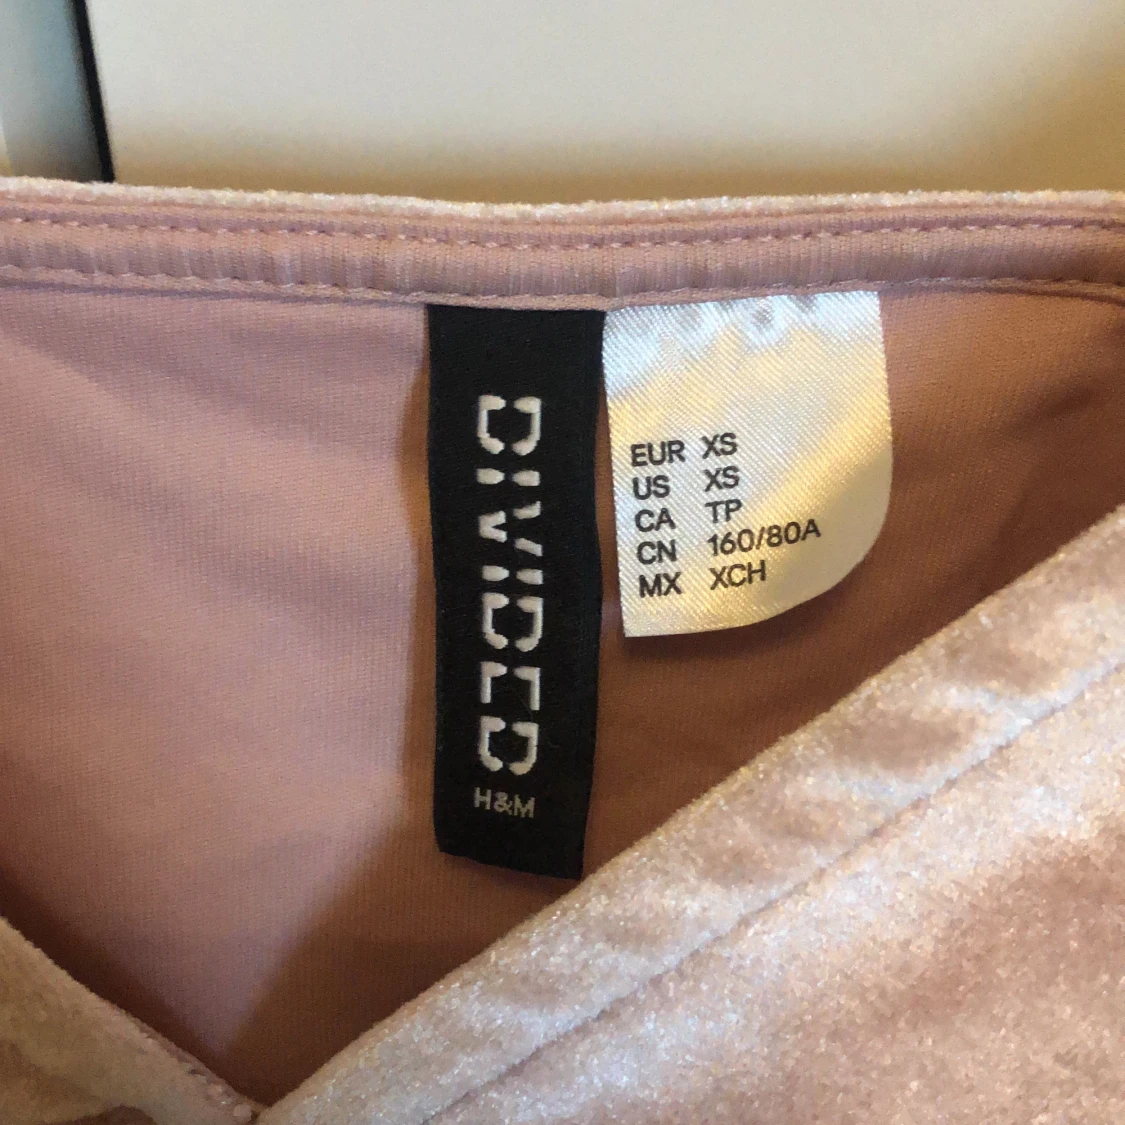 DIVIDED
H&M
EUR XS
US XS
CA TP
CN 160/80A
MX XCH